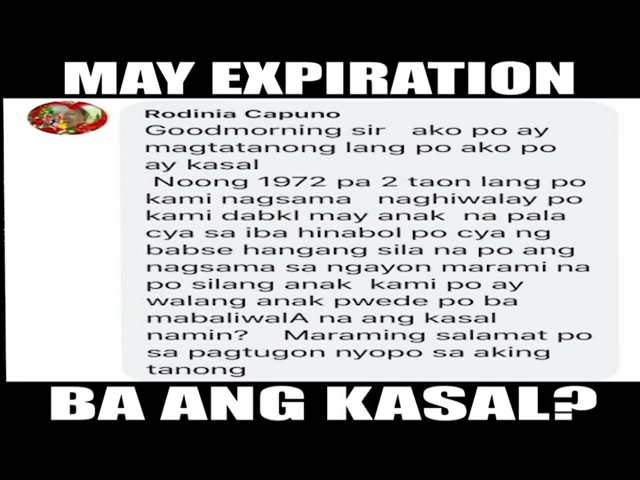 MAY EXPIRATION
Rodinia Capuno
Goodmorning sir ako po ay
magtatanong lang po ako po
ay kasal
Noong 1972 pa 2 taon lang po
kami nagsama naghiwalay po
kami dabkl may anak na pala
cya sa iba hinabol po cya ng
babse hangang sila na po ang
nagsama sa ngayon marami na
po silang anak kami po ay
walang anak pwede po ba
mabaliwalA na ang kasal
namin? Maraming salamat po
sa pagtugon nyopo sa aking
tanong
BA ANG KASAL?